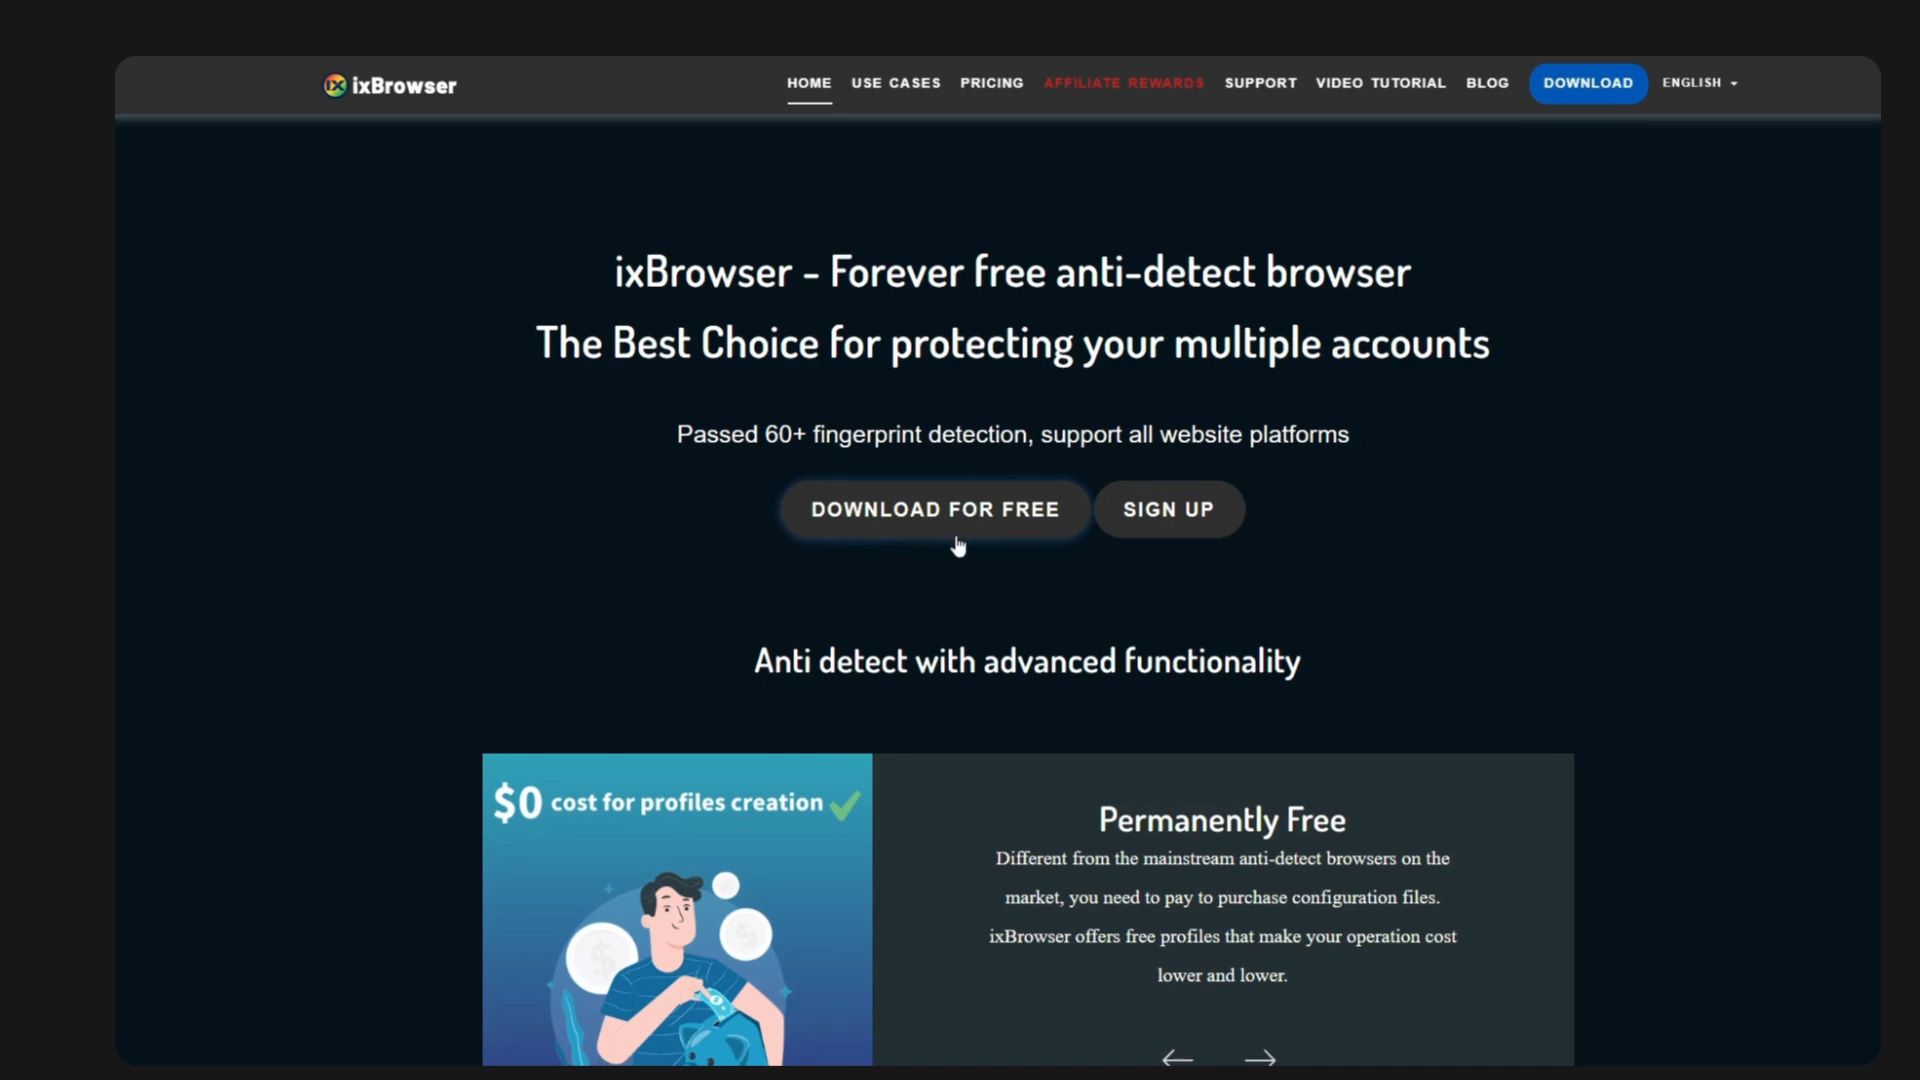 ixBrowser
HOME USE CASES PRICING AFFILIATE REWARDS SUPPORT VIDEO TUTORIAL BLOG DOWNLOAD ENGLISH
ixBrowser - Forever free anti-detect browser
The Best Choice for protecting your multiple accounts
Passed 60+ fingerprint detection, support all website platforms
DOWNLOAD FOR FREE SIGN UP
Anti detect with advanced functionality
$0 cost for profiles creation
Permanently Free
Different from the mainstream anti-detect browsers on the
market, you need to pay to purchase configuration files.
ixBrowser offers free profiles that make your operation cost
lower and lower.